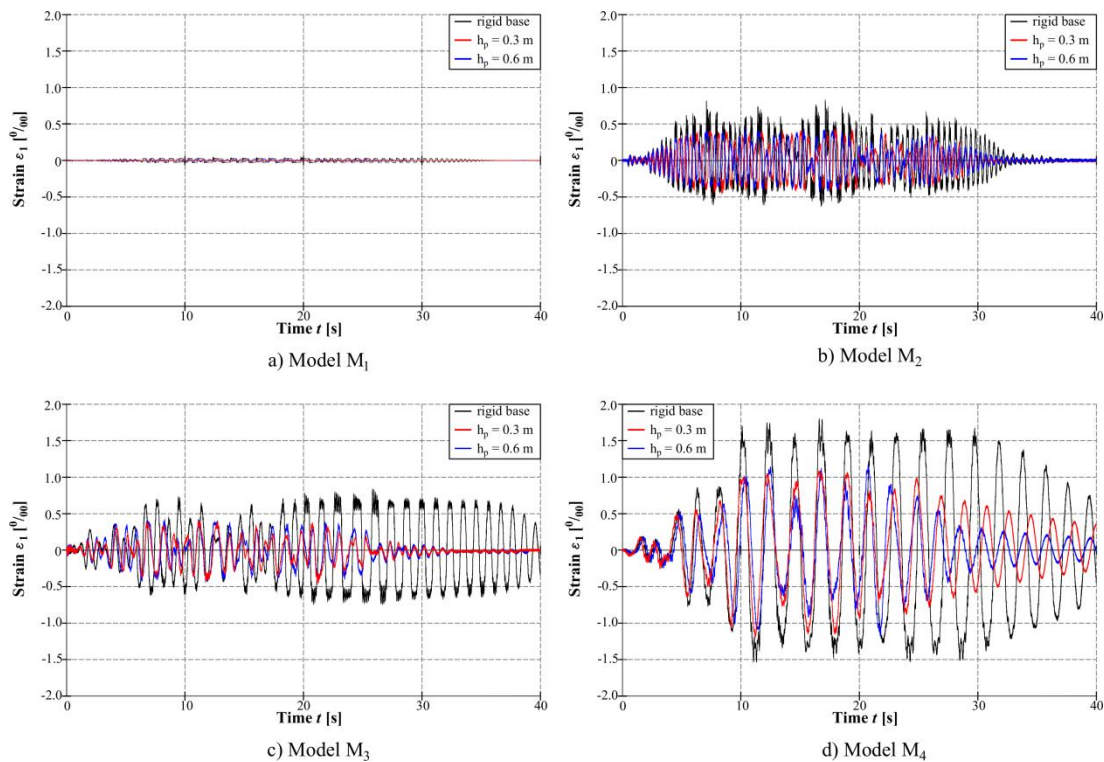 2.0
1.5
1.0
0.5
0
-0.5
-1.0
-1.5
-2.0
Strain ε₁ [⁰/₀₀]
rigid base
hₚ = 0.3 m
hₚ = 0.6 m
0 10 20 30 40
Time t [s]
a) Model M₁
2.0
1.5
1.0
0.5
0
-0.5
-1.0
-1.5
-2.0
Strain ε₁ [⁰/₀₀]
rigid base
hₚ = 0.3 m
hₚ = 0.6 m
0 10 20 30 40
Time t [s]
b) Model M₂
2.0
1.5
1.0
0.5
0
-0.5
-1.0
-1.5
-2.0
Strain ε₁ [⁰/₀₀]
rigid base
hₚ = 0.3 m
hₚ = 0.6 m
0 10 20 30 40
Time t [s]
c) Model M₃
2.0
1.5
1.0
0.5
0
-0.5
-1.0
-1.5
-2.0
Strain ε₁ [⁰/₀₀]
rigid base
hₚ = 0.3 m
hₚ = 0.6 m
0 10 20 30 40
Time t [s]
d) Model M₄